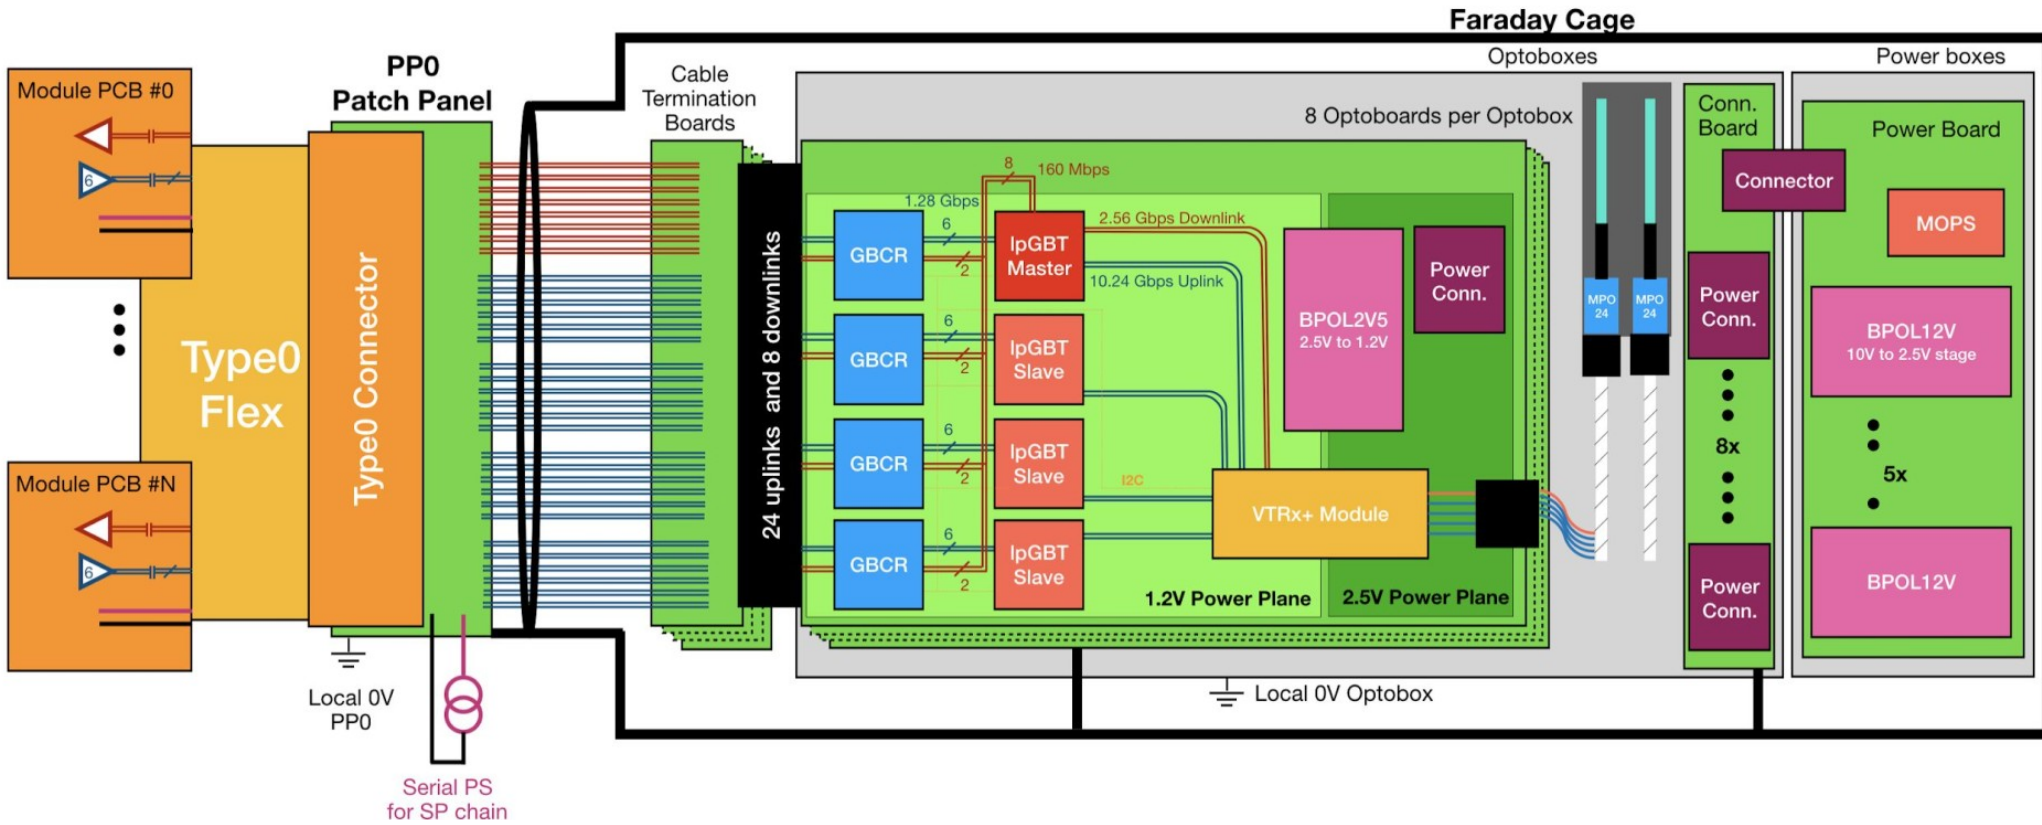 Faraday Cage
Optoboxes
Power boxes
Module PCB #0
6
PP0
Patch Panel
Cable
Termination
Boards
8 Optoboards per Optobox
Conn.
Board
Power Board
Connector
MOPS
Type0
Flex
Type0 Connector
24 uplinks and 8 downlinks
8
160 Mbps
1.28 Gbps
6
2
GBCR
lpGBT
Master
2.56 Gbps Downlink
10.24 Gbps Uplink
6
2
GBCR
lpGBT
Slave
6
2
GBCR
lpGBT
Slave
6
2
GBCR
lpGBT
Slave
I2C
BPOL2V5
2.5V to 1.2V
Power
Conn.
VTRx+ Module
1.2V Power Plane
2.5V Power Plane
MPO
24
MPO
24
Power
Conn.
8x
Power
Conn.
BPOL12V
10V to 2.5V stage
5x
BPOL12V
Module PCB #N
6
Local 0V
PP0
Local 0V Optobox
Serial PS
for SP chain